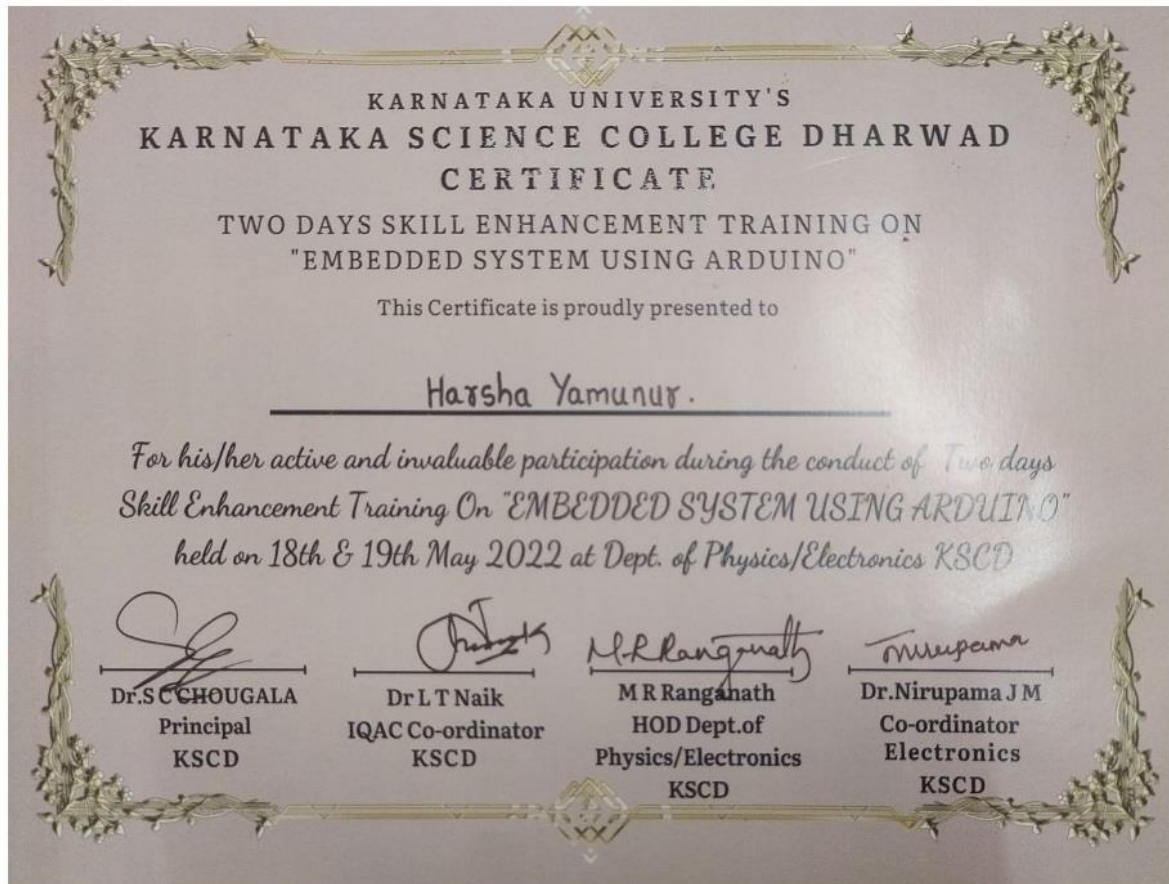 KARNATAKA UNIVERSITY'S
KARNATAKA SCIENCE COLLEGE DHARWAD
CERTIFICATE
TWO DAYS SKILL ENHANCEMENT TRAINING ON
"EMBEDDED SYSTEM USING ARDUINO"
This Certificate is proudly presented to
Harsha Yamunur.
For his/her active and invaluable participation during the conduct of Two days
Skill Enhancement Training On "EMBEDDED SYSTEM USING ARDUINO"
held on 18th & 19th May 2022 at Dept. of Physics/Electronics KSCD
M.R Ranganath Nirupama
Dr.S C CHOUGALA Dr L T Naik M R Ranganath Dr.Nirupama J M
Principal IQAC Co-ordinator HOD Dept.of Co-ordinator
KSCD KSCD Physics/Electronics Electronics
KSCD KSCD